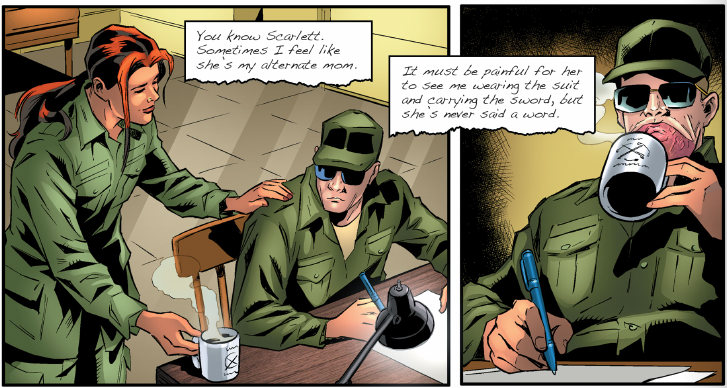 You know Scarlett.
Sometimes I feel like
she's my alternate mom.
It must be painful for her
to see me wearing the suit
and carrying the sword, but
she's never said a word.